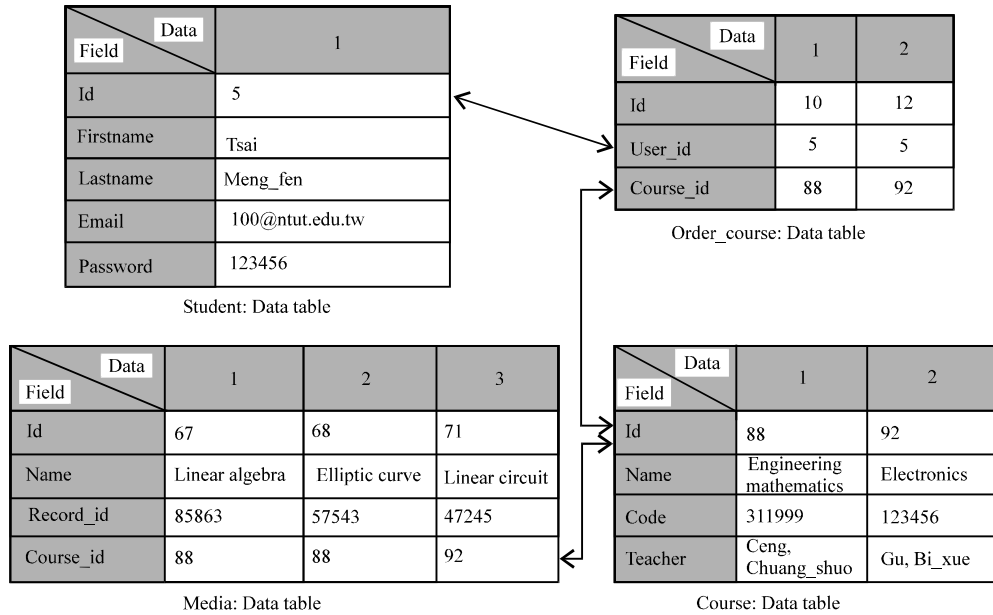 Data
Field
1
Id
5
Firstname
Tsai
Lastname
Meng_fen
Email
100@ntut.edu.tw
Password
123456
Student: Data table
Data
Field
1
2
Id
10
12
User_id
5
5
Course_id
88
92
Order_course: Data table
Data
Field
1
2
3
Id
67
68
71
Name
Linear algebra
Elliptic curve
Linear circuit
Record_id
85863
57543
47245
Course_id
88
88
92
Media: Data table
Data
Field
1
2
Id
88
92
Name
Engineering
mathematics
Electronics
Code
311999
123456
Teacher
Ceng,
Chuang_shuo
Gu, Bi_xue
Course: Data table